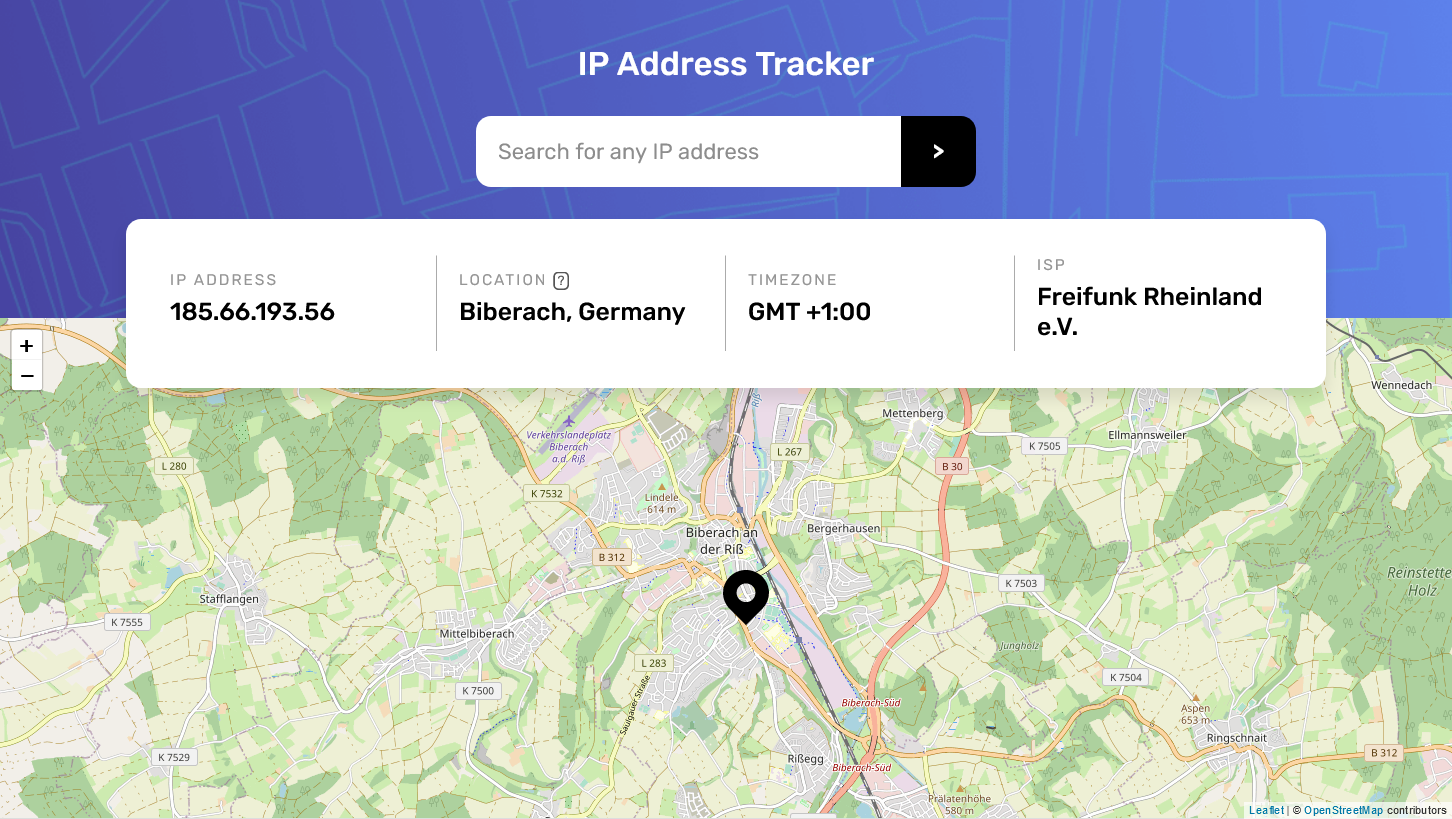 IP Address Tracker
Search for any IP address
>
IP ADDRESS
185.66.193.56
LOCATION ?
Biberach, Germany
TIMEZONE
GMT +1:00
ISP
Freifunk Rheinland
e.V.
+
−
Wennedach
Riß
Mettenberg
Ellmannsweiler
K 7505
Verkehrslandeplatz
Biberach
a.d. Riß
L 267
L 280
B 30
K 7532
Lindele
614 m
Bergerhausen
Biberach an
der Riß
B 312
K 7503
Reinstette
Holz
Stafflangen
K 7555
Mittelbiberach
Jungholz
L 283
K 7504
K 7500
Saulgauer Straße
Biberach-Süd
Aspen
653 m
Ringschnait
B 312
K 7529
Rißegg
Biberach-Süd
Prälatenhöhe
580 m
Leaflet | © OpenStreetMap contributors